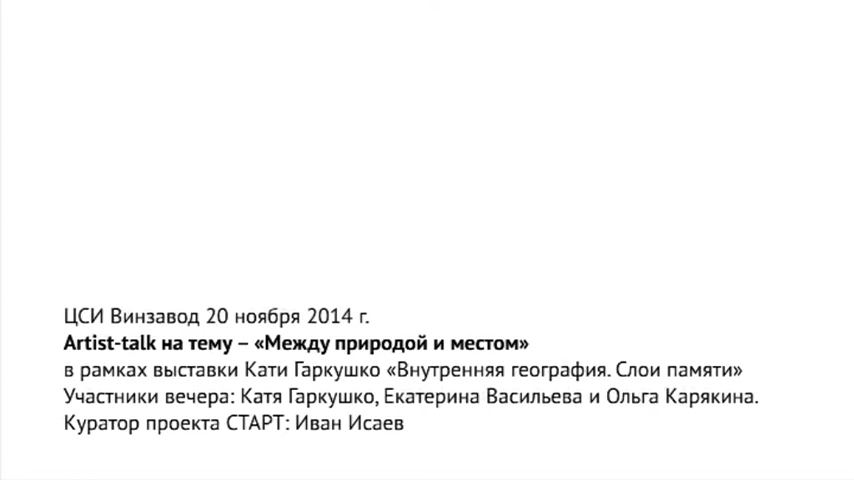 ЦСИ Винзавод 20 ноября 2014 г.
Artist-talk на тему – «Между природой и местом»
в рамках выставки Кати Гаркушко «Внутренняя география. Слои памяти»
Участники вечера: Катя Гаркушко, Екатерина Васильева и Ольга Карякина.
Куратор проекта СТАРТ: Иван Исаев